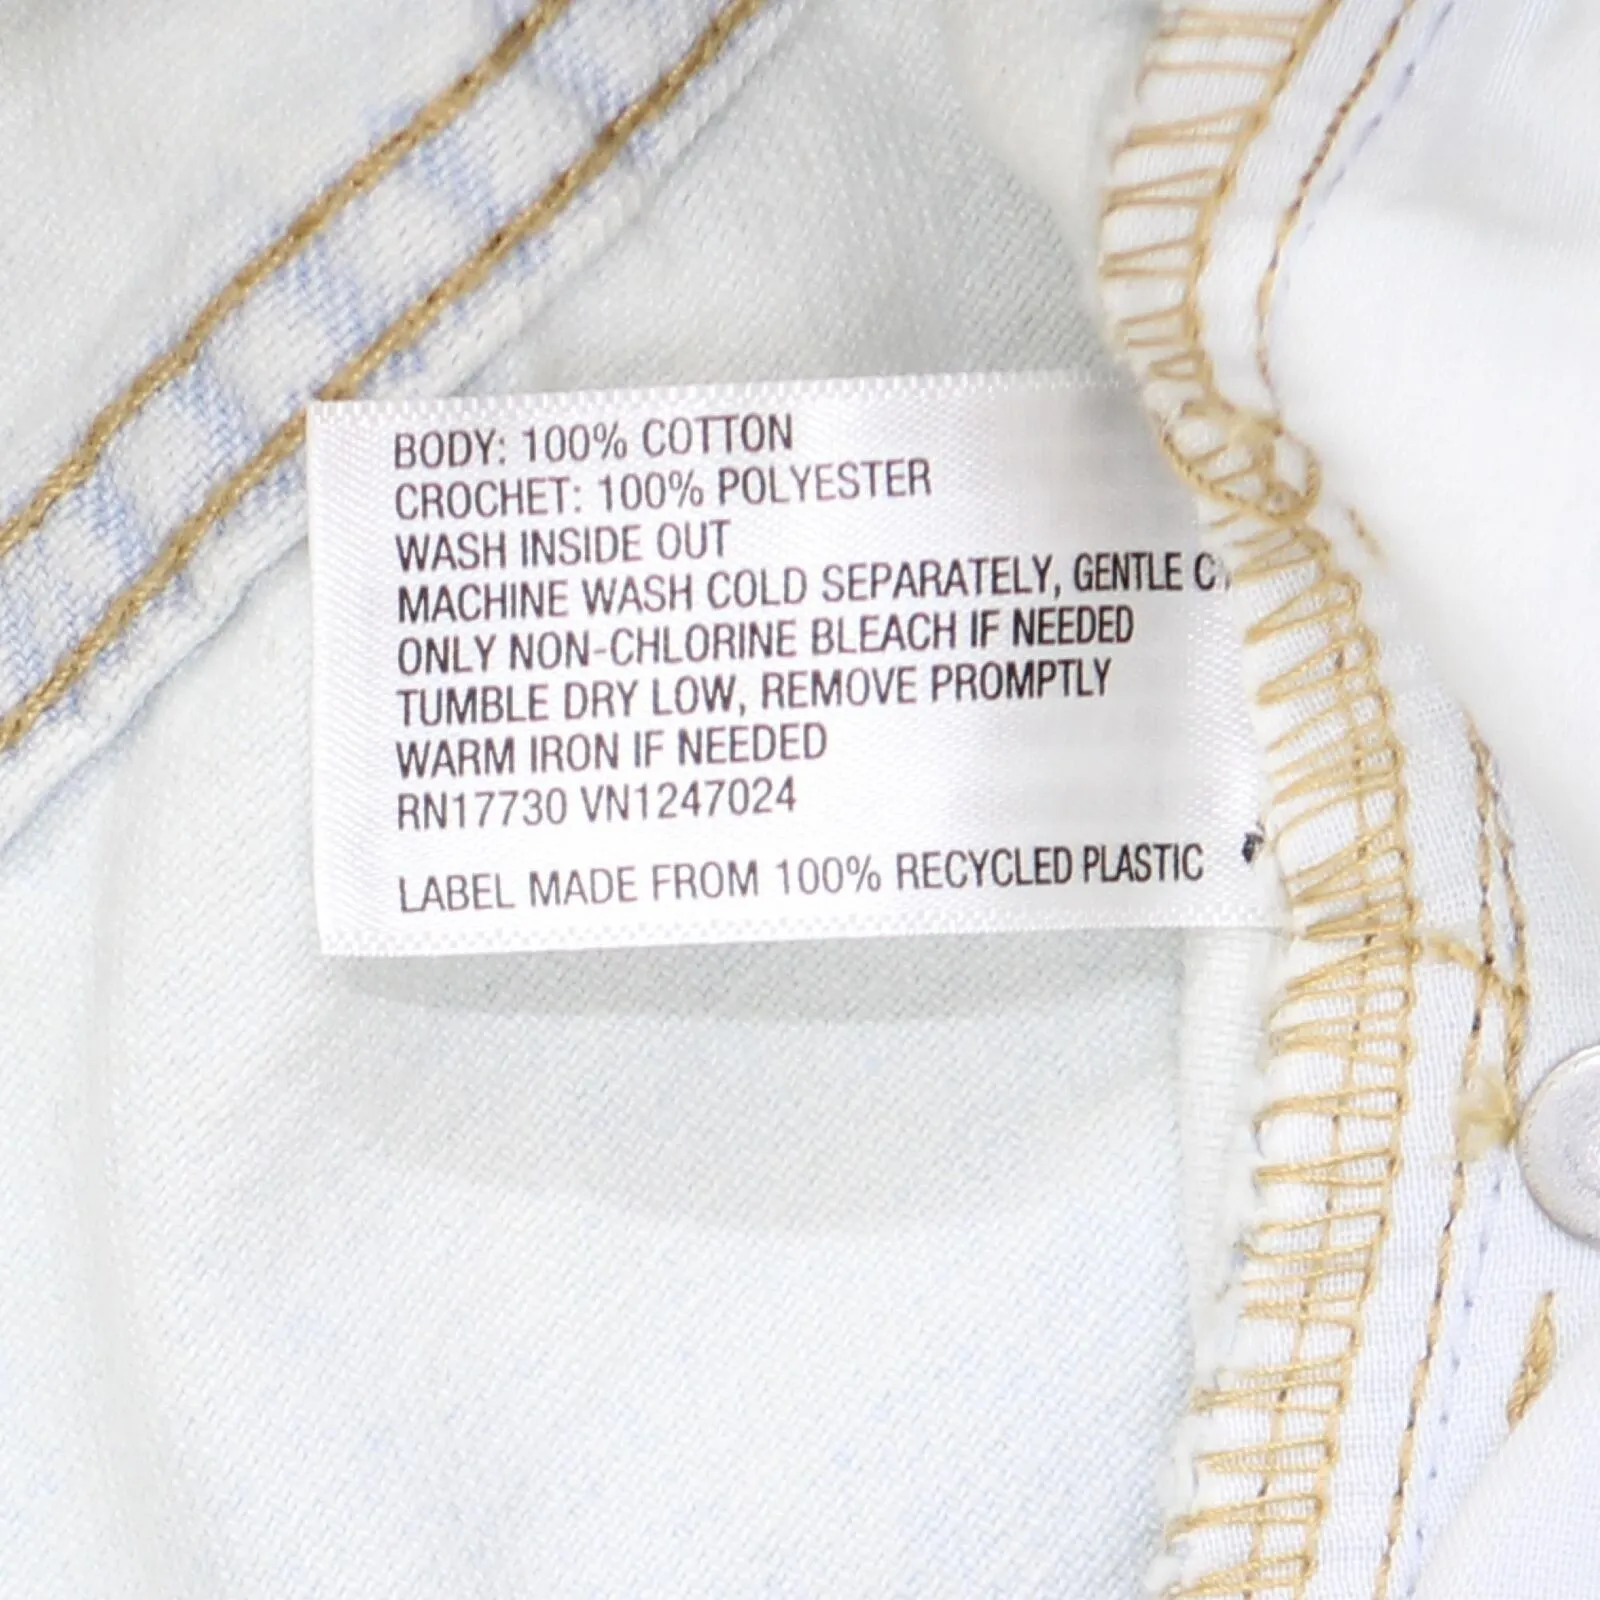 BODY: 100% COTTON
CROCHET: 100% POLYESTER
WASH INSIDE OUT
MACHINE WASH COLD SEPARATELY, GENTLE
ONLY NON-CHLORINE BLEACH IF NEEDED
TUMBLE DRY LOW, REMOVE PROMPTLY
WARM IRON IF NEEDED
RN17730 VN1247024
LABEL MADE FROM 100% RECYCLED PLASTIC